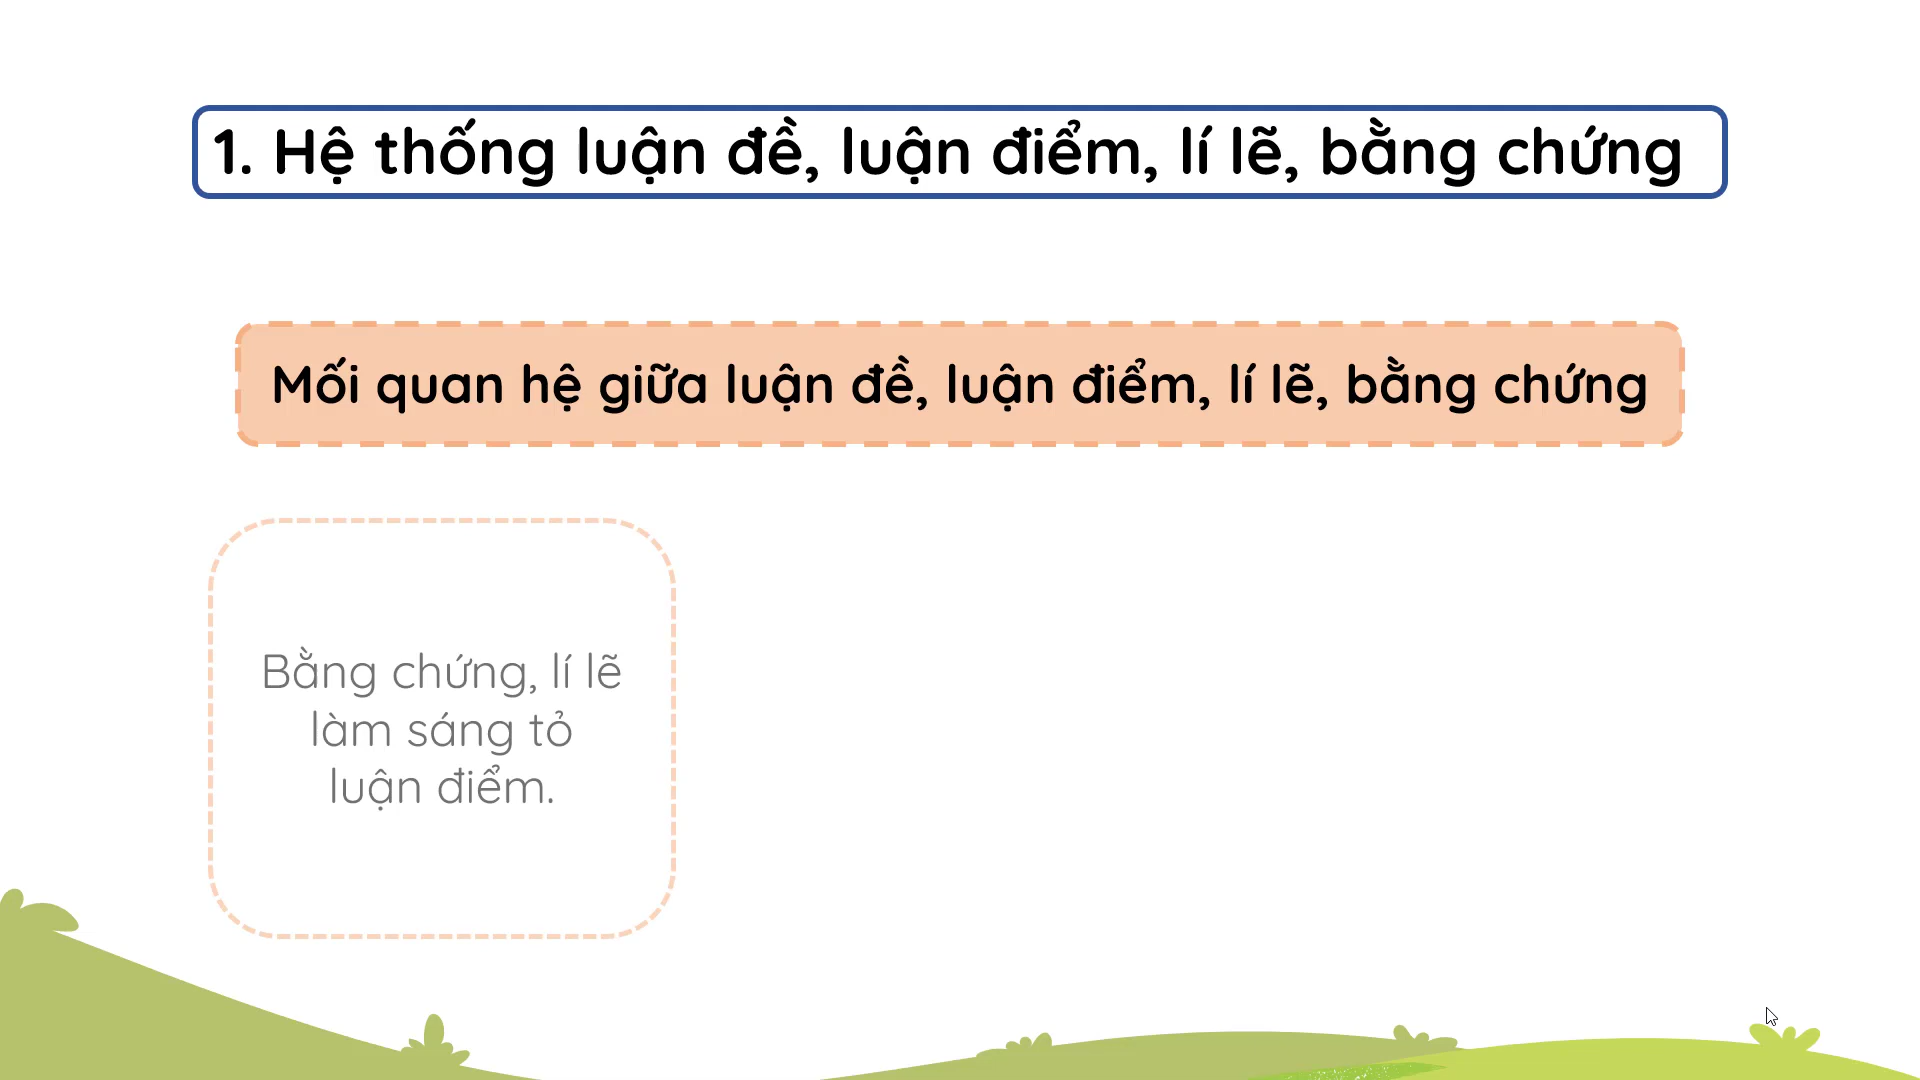 1. Hệ thống luận đề, luận điểm, lí lẽ, bằng chứng
Mối quan hệ giữa luận đề, luận điểm, lí lẽ, bằng chứng
Bằng chứng, lí lẽ
làm sáng tỏ
luận điểm.